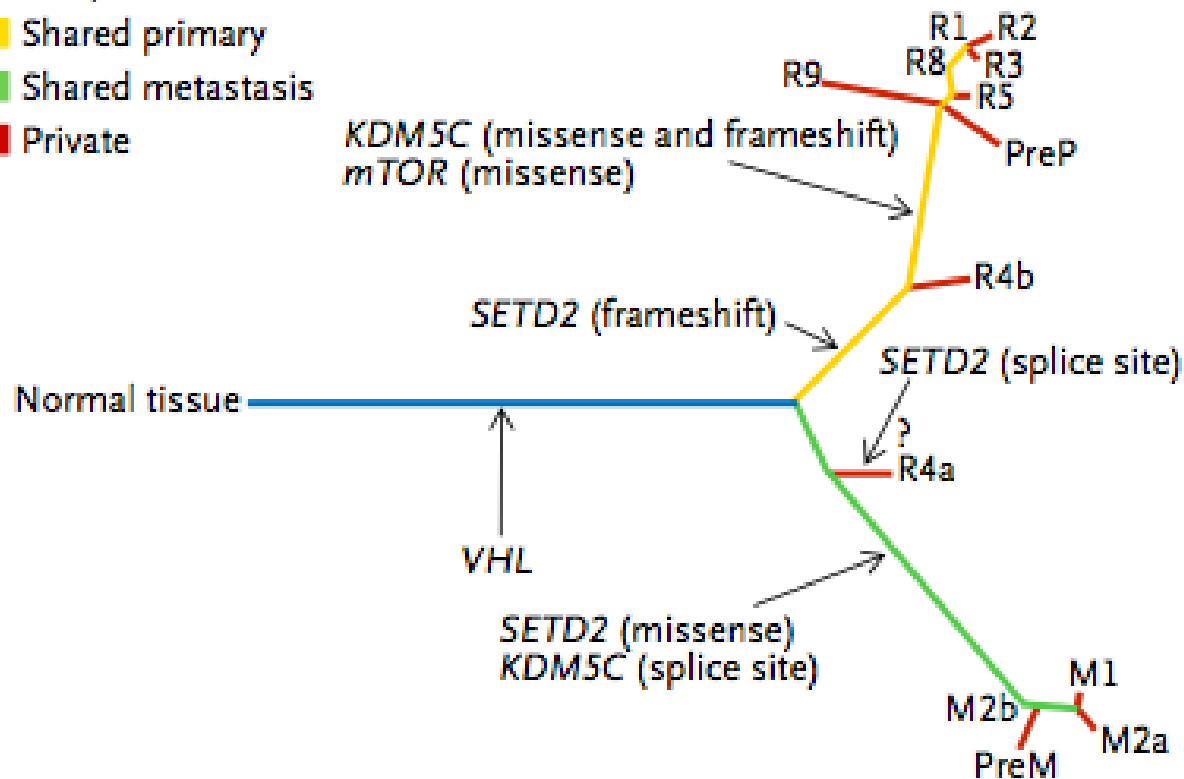 Shared primary
Shared metastasis
Private
R1
R2
R8
R3
R9
R5
PreP
KDM5C (missense and frameshift)
mTOR (missense)
R4b
SETD2 (frameshift)
SETD2 (splice site)
Normal tissue
?
R4a
VHL
SETD2 (missense)
KDM5C (splice site)
M1
M2b
M2a
PreM